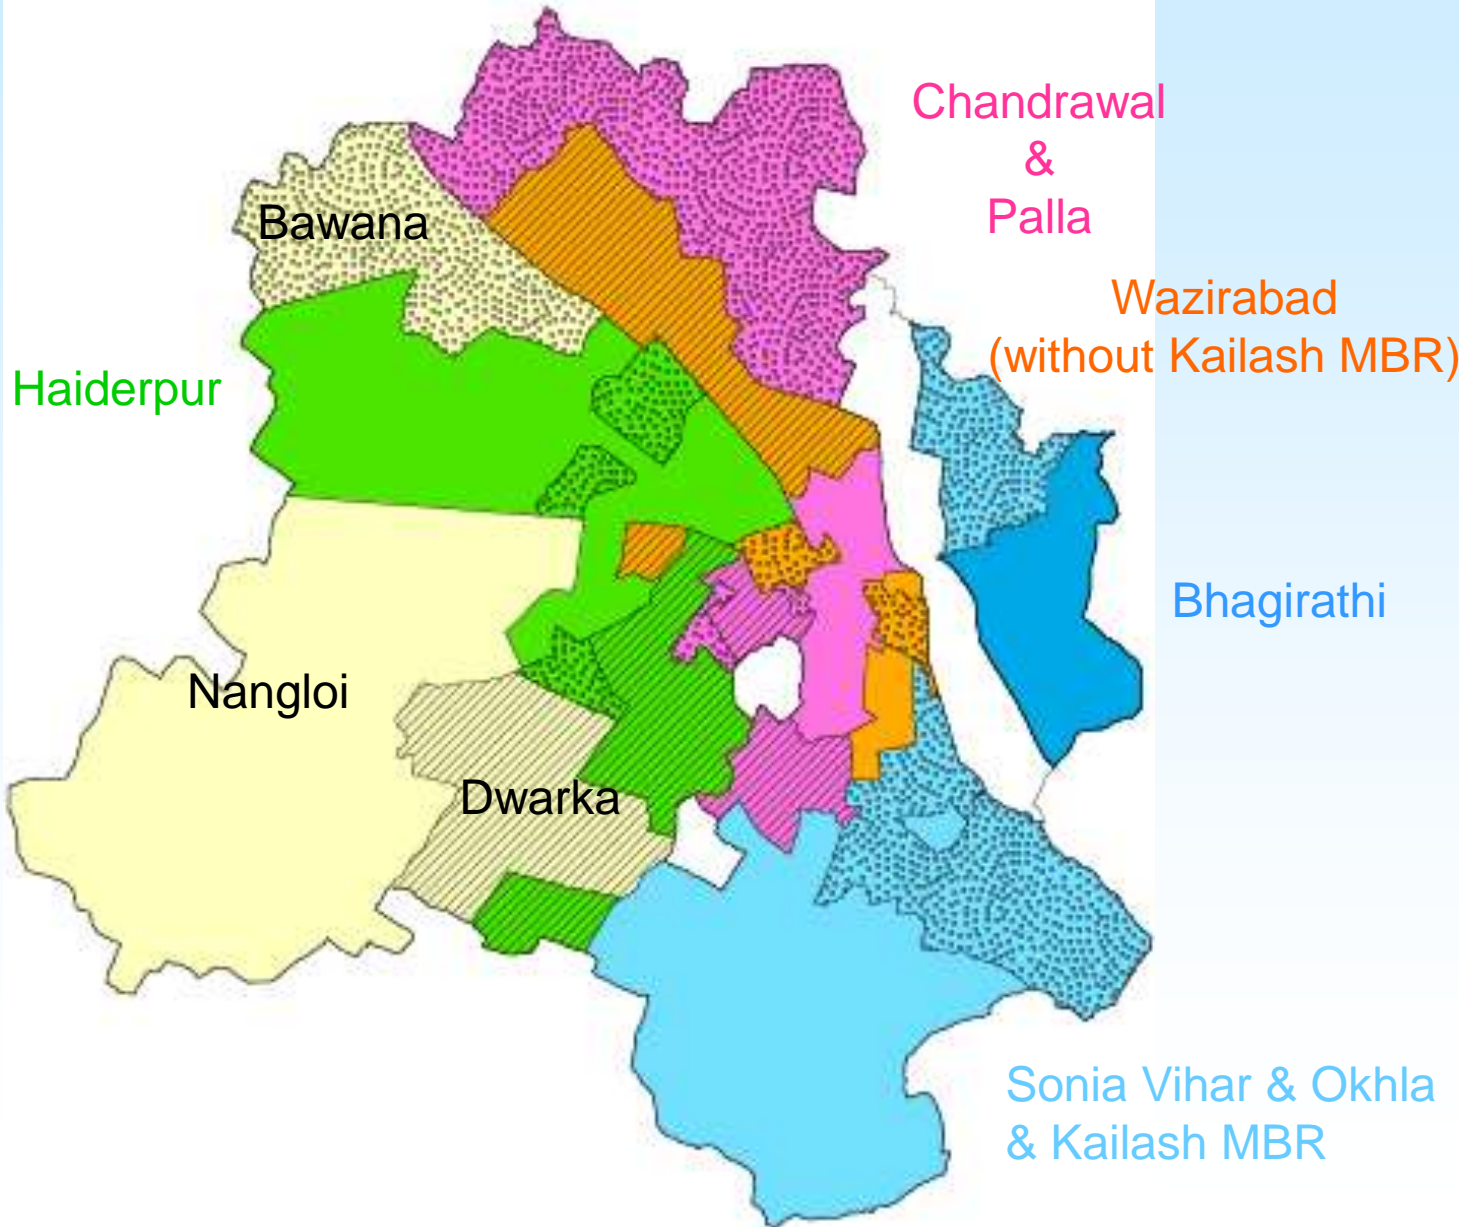 Chandrawal
&
Palla
Bawana
Wazirabad
(without Kailash MBR)
Haiderpur
Bhagirathi
Nangloi
Dwarka
Sonia Vihar & Okhla
& Kailash MBR